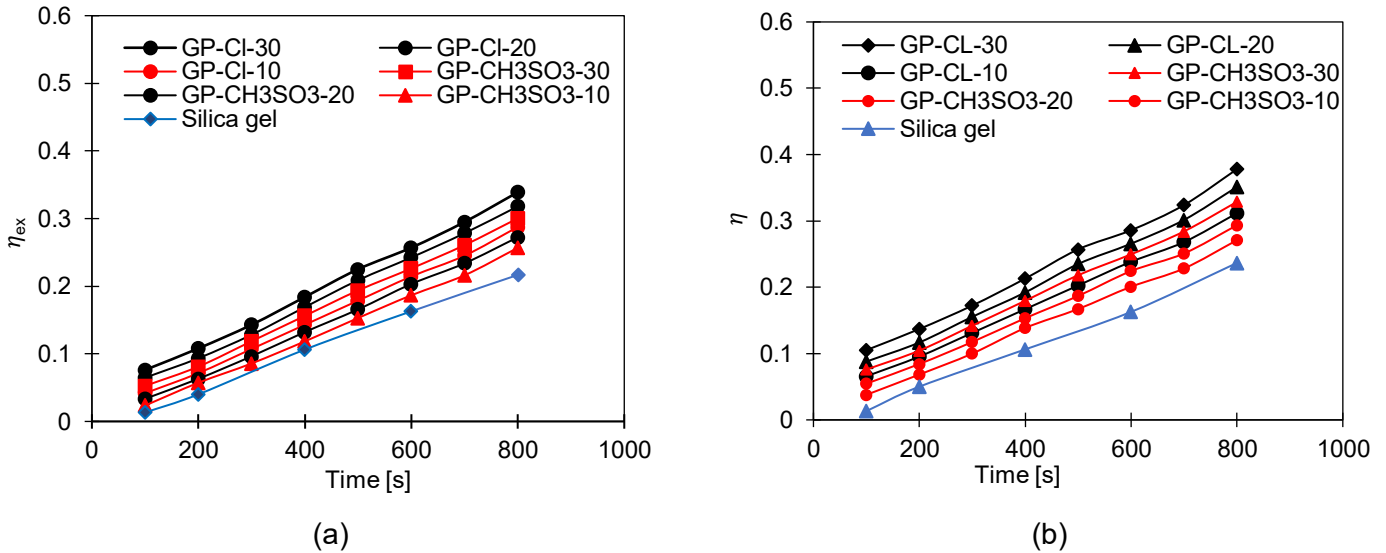 0.6
0.5
0.4
0.3
0.2
0.1
0
ηex
GP-Cl-30
GP-Cl-20
GP-Cl-10
GP-CH3SO3-30
GP-CH3SO3-20
GP-CH3SO3-10
Silica gel
0 200 400 600 800 1000
Time [s]
(a)
0.6
0.5
0.4
0.3
0.2
0.1
0
η
GP-CL-30
GP-CL-20
GP-CL-10
GP-CH3SO3-30
GP-CH3SO3-20
GP-CH3SO3-10
Silica gel
0 200 400 600 800 1000
Time [s]
(b)